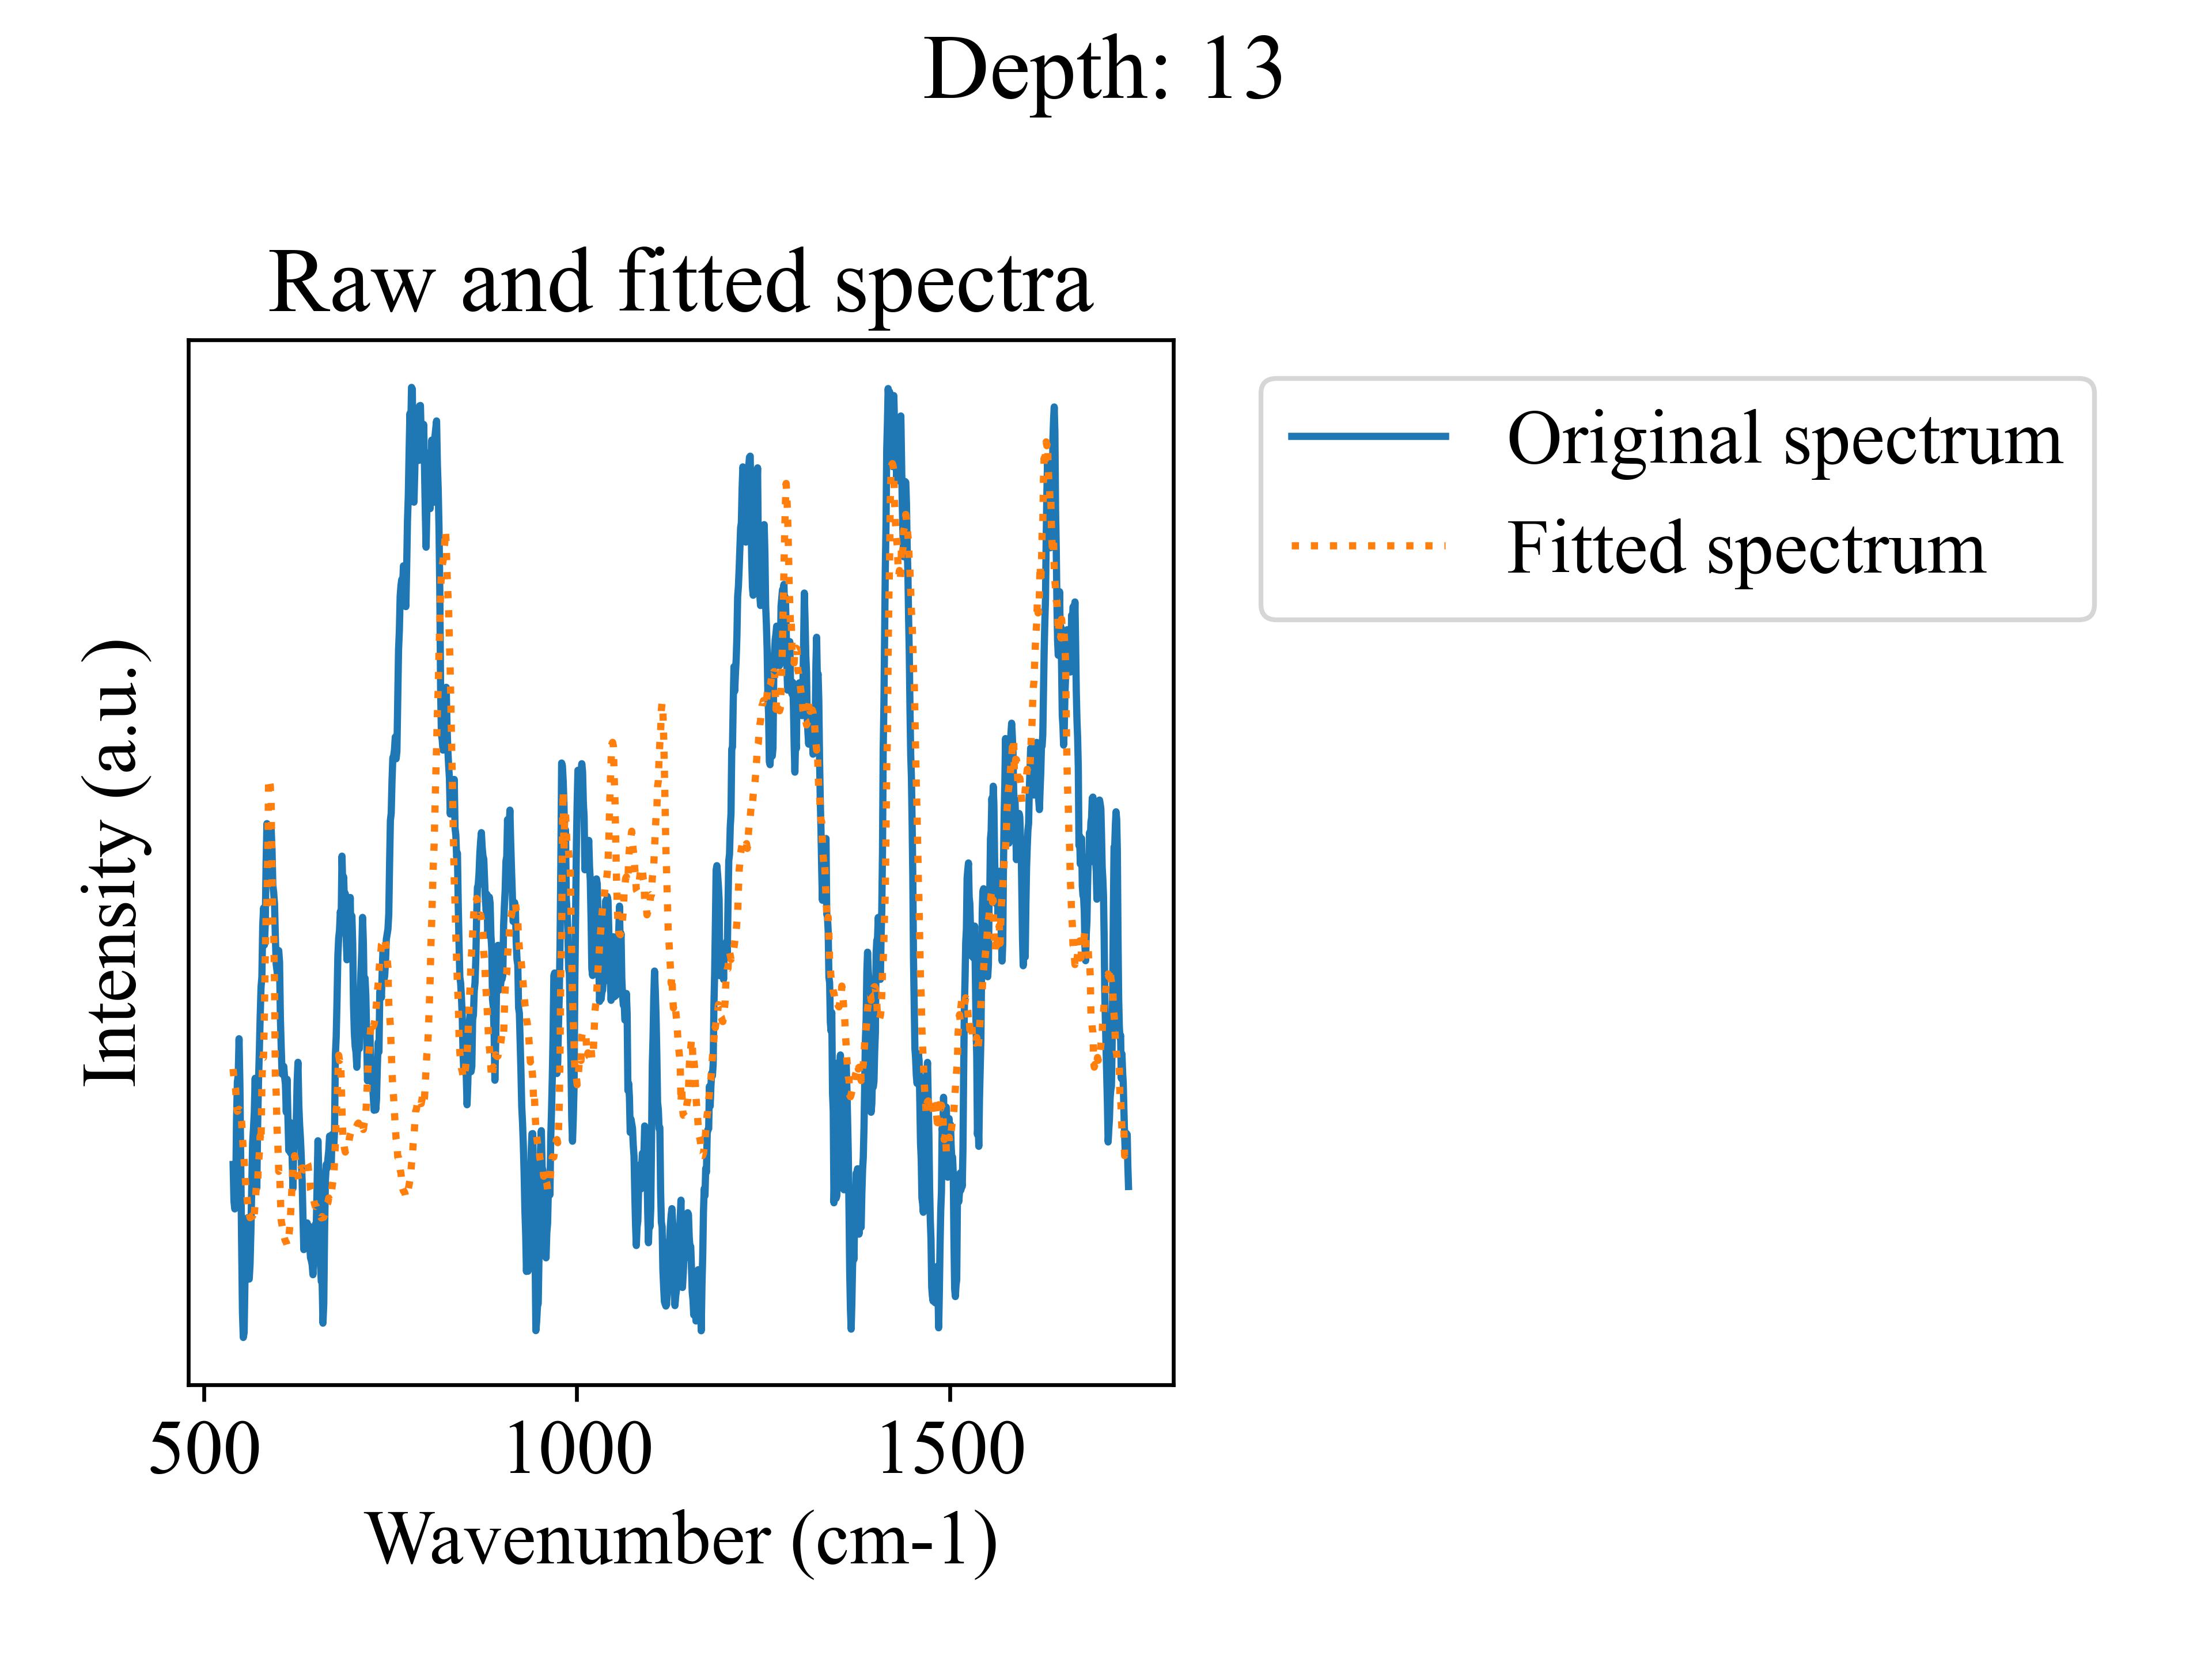 Depth: 13
Raw and fitted spectra
Original spectrum
Fitted spectrum
Intensity (a.u.)
500 1000 1500
Wavenumber (cm-1)